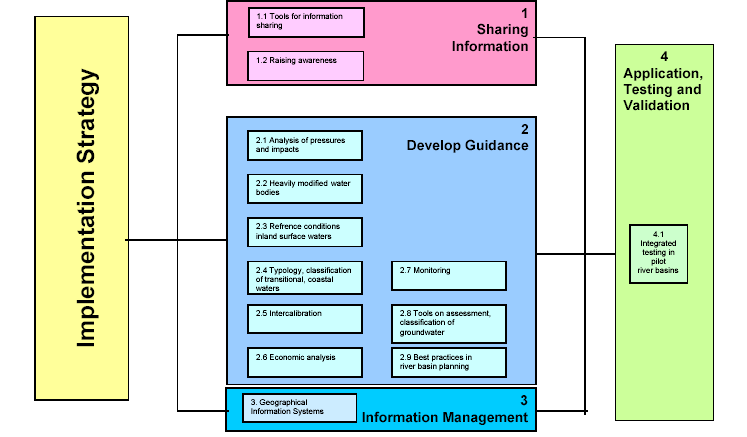 Implementation Strategy
1
Sharing
Information
1.1 Tools for information
sharing
1.2 Raising awareness
2
Develop Guidance
2.1 Analysis of pressures
and impacts
2.2 Heavily modified water
bodies
2.3 Refrence conditions
inland surface waters
2.4 Typology, classification
of transitional, coastal
waters
2.5 Intercalibration
2.6 Economic analysis
2.7 Monitoring
2.8 Tools on assessment,
classification of
groundwater
2.9 Best practices in
river basin planning
3
Information Management
3. Geographical
Information Systems
4
Application,
Testing and
Validation
4.1
Integrated
testing in
pilot
river basins